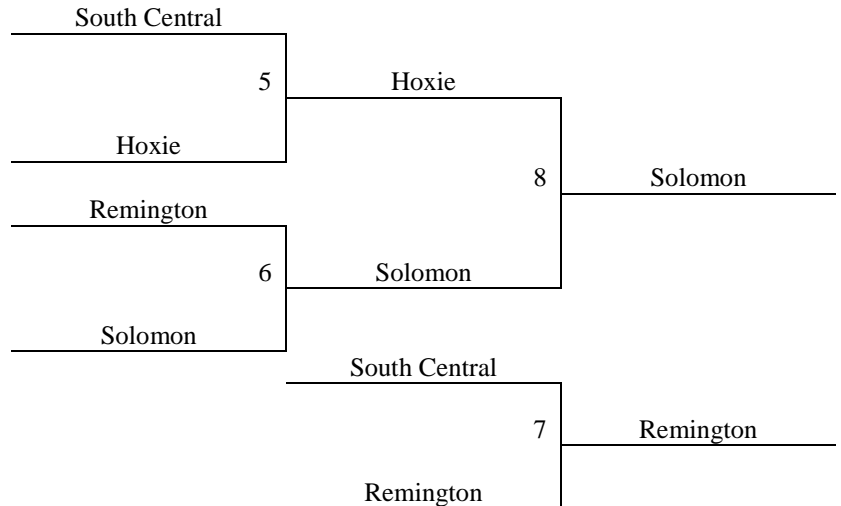 South Central
5 Hoxie
Hoxie
8 Solomon
Remington
6 Solomon
Solomon
South Central
7 Remington
Remington